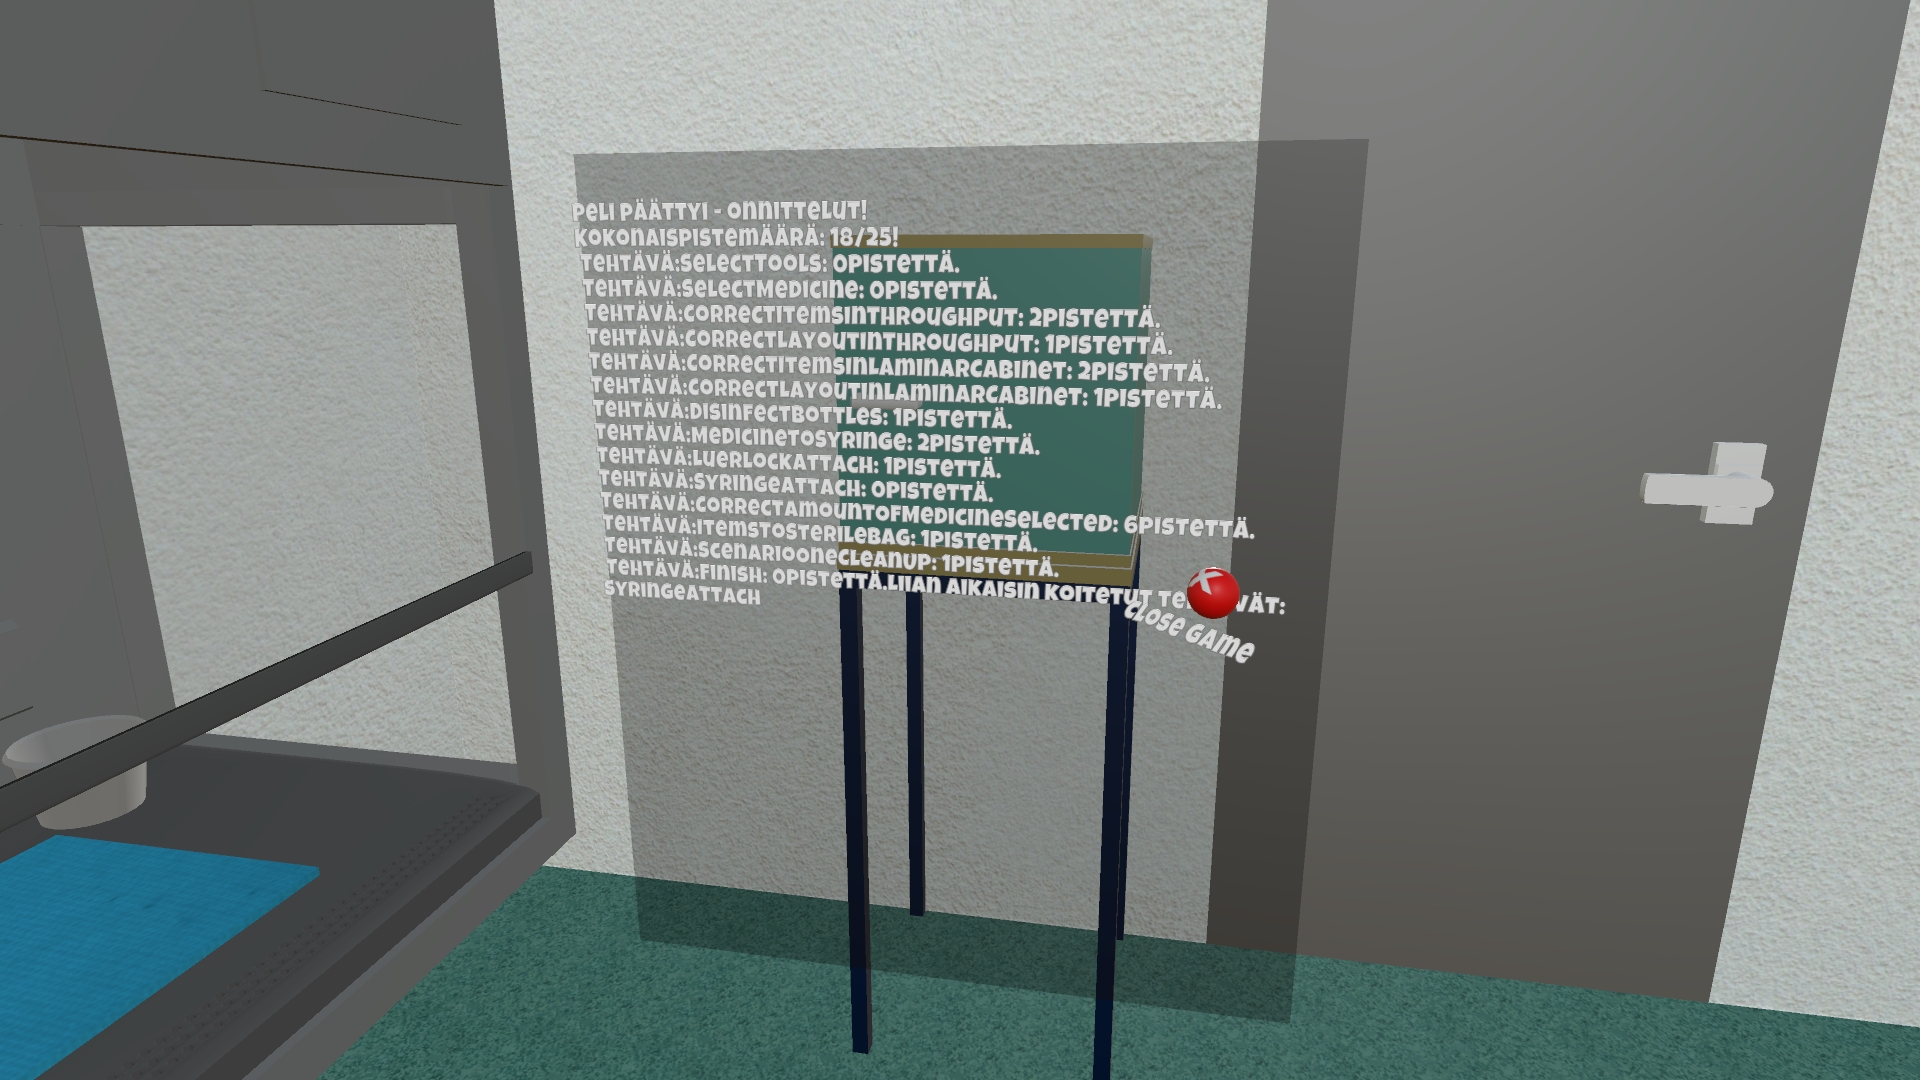 PELI PÄÄTTYI - ONNITTELUT!
KOKONAISPISTEMÄÄRÄ: 18/25!
TEHTÄVÄ:SELECTTOOLS: 0PISTETTÄ.
TEHTÄVÄ:SELECTMEDICINE: 0PISTETTÄ.
TEHTÄVÄ:CORRECTITEMSINTHROUGHPUT: 2PISTETTÄ.
TEHTÄVÄ:CORRECTLAYOUTINTHROUGHPUT: 1PISTETTÄ.
TEHTÄVÄ:CORRECTITEMSINLAMINARCABINET: 2PISTETTÄ.
TEHTÄVÄ:CORRECTLAYOUTINLAMINARCABINET: 1PISTETTÄ.
TEHTÄVÄ:DISINFECTBOTTLES: 1PISTETTÄ.
TEHTÄVÄ:MEDICINETOSYRINGE: 2PISTETTÄ.
TEHTÄVÄ:LUERLOCKATTACH: 1PISTETTÄ.
TEHTÄVÄ:SYRINGEATTACH: 0PISTETTÄ.
TEHTÄVÄ:CORRECTAMOUNTOFMEDICINESELECTED: 6PISTETTÄ.
TEHTÄVÄ:ITEMSTOSTERILEBAG: 1PISTETTÄ.
TEHTÄVÄ:SCENARIOONECLEANUP: 1PISTETTÄ.
TEHTÄVÄ:FINISH: 0PISTETTÄ.LIIAN AIKAISIN KOITETUT
SYRINGEATTACH
CLOSE GAME